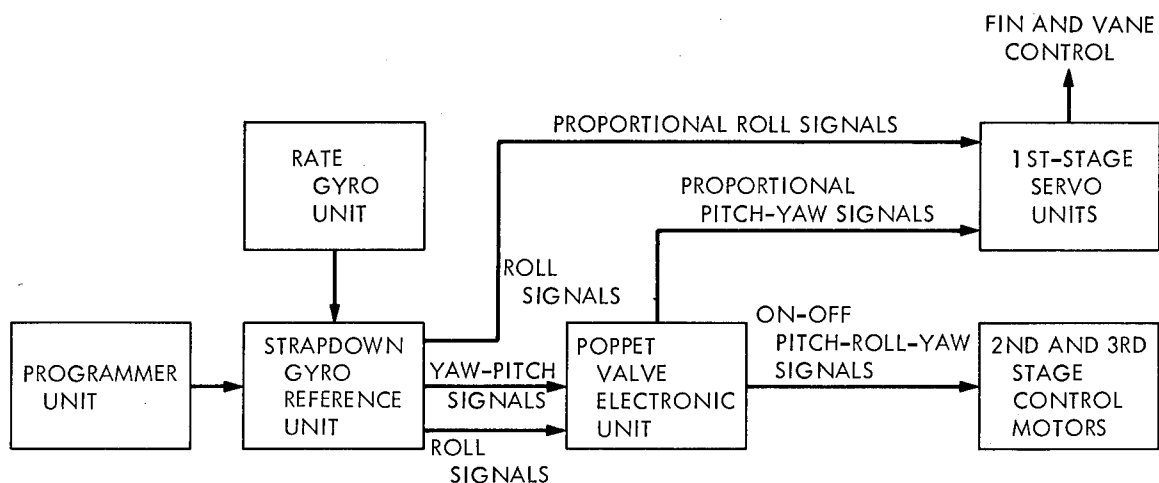 FIN AND VANE
CONTROL
PROPORTIONAL ROLL SIGNALS
RATE
GYRO
UNIT
1ST-STAGE
SERVO
UNITS
PROPORTIONAL
PITCH-YAW SIGNALS
ROLL
SIGNALS
PROGRAMMER
UNIT
STRAPDOWN
GYRO
REFERENCE
UNIT
YAW-PITCH
SIGNALS
ROLL
SIGNALS
POPPET
VALVE
ELECTRONIC
UNIT
ON-OFF
PITCH-ROLL-YAW
SIGNALS
2ND AND 3RD
STAGE
CONTROL
MOTORS